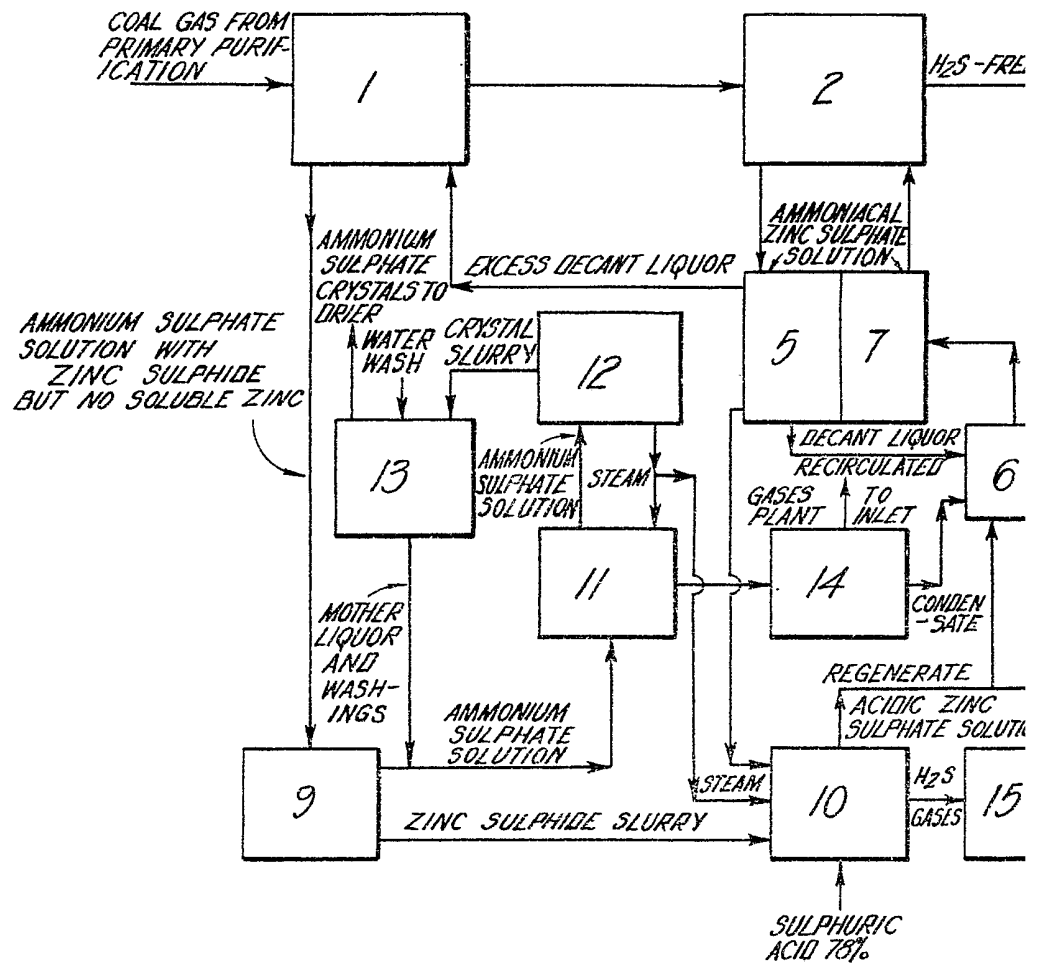 COAL GAS FROM
PRIMARY PURIF-
ICATION
1
2
H2S-FRE
AMMONIACAL
ZINC SULPHATE
SOLUTION
AMMONIUM
SULPHATE
CRYSTALS TO
DRIER
EXCESS DECANT LIQUOR
AMMONIUM SULPHATE
SOLUTION WITH
ZINC SULPHIDE
BUT NO SOLUBLE ZINC
WATER
WASH
CRYSTAL
SLURRY
12
5
7
13
AMMONIUM
SULPHATE
SOLUTION
STEAM
DECANT LIQUOR
RECIRCULATED
6
GASES TO
PLANT INLET
11
14
CONDEN
-SATE
MOTHER
LIQUOR
AND
WASH-
INGS
REGENERATE
ACIDIC ZINC
SULPHATE SOLUTIO
AMMONIUM
SULPHATE
SOLUTION
9
STEAM
10
H2S
GASES
15
ZINC SULPHIDE SLURRY
SULPHURIC
ACID 78%